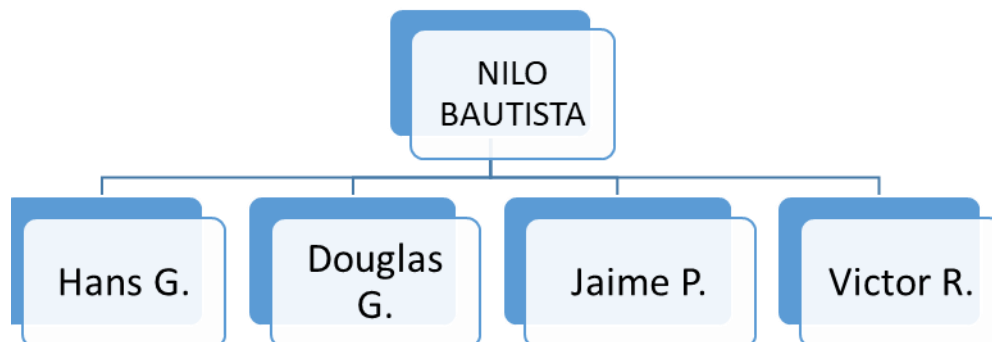 NILO
BAUTISTA
Hans G.
Douglas
G.
Jaime P.
Victor R.